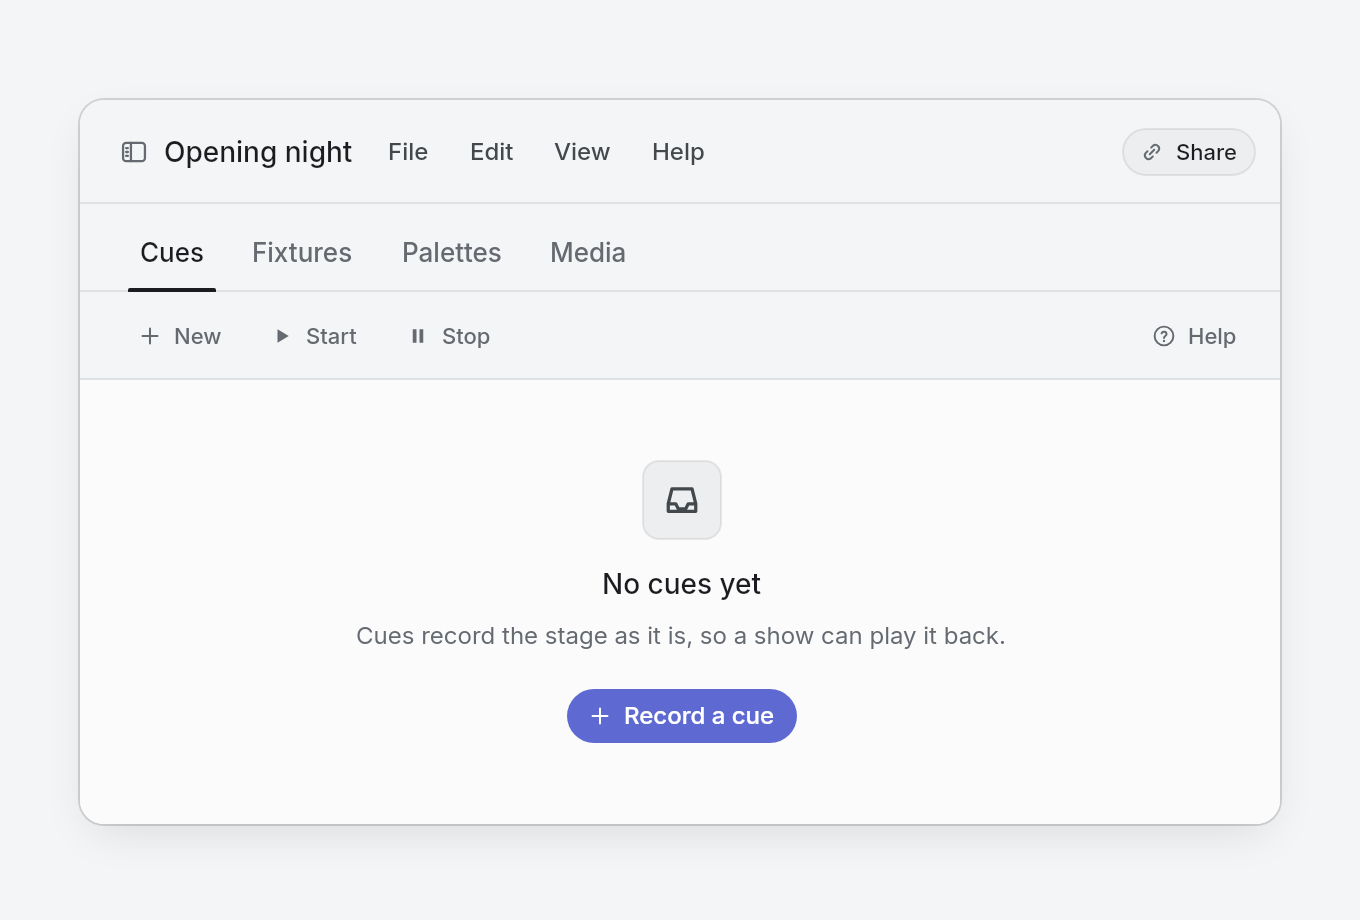 Opening night File Edit View Help Share
Cues Fixtures Palettes Media
New Start Stop Help
No cues yet
Cues record the stage as it is, so a show can play it back.
Record a cue